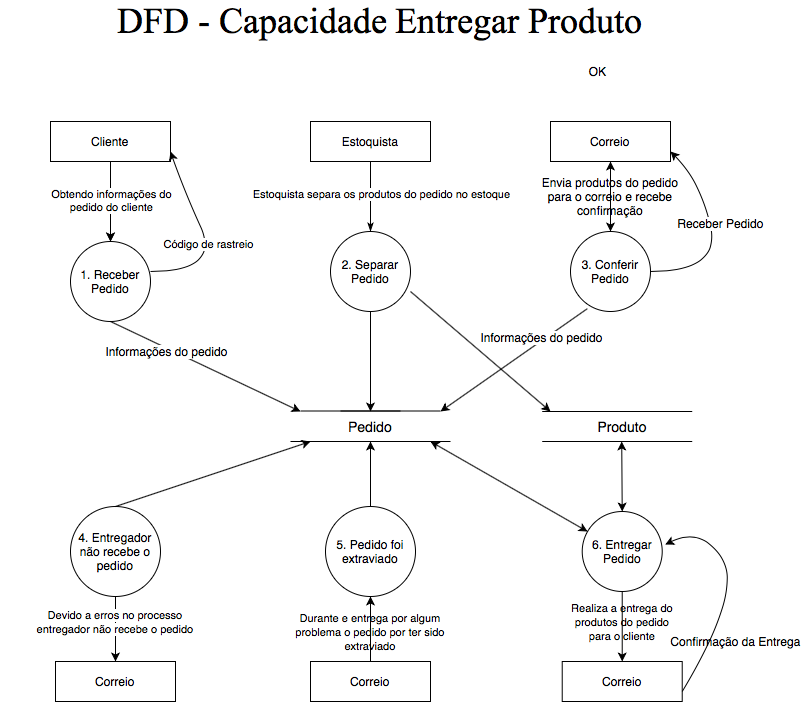 DFD - Capacidade Entregar Produto
OK
Cliente
Estoquista
Correio
Obtendo informações do
pedido do cliente
Estoquista separa os produtos do pedido no estoque
Envia produtos do pedido
para o correio e recebe
confirmação
Código de rastreio
Receber Pedido
1. Receber
Pedido
2. Separar
Pedido
3. Conferir
Pedido
Informações do pedido
Informações do pedido
Pedido
Produto
4. Entregador
não recebe o
pedido
5. Pedido foi
extraviado
6. Entregar
Pedido
Devido a erros no processo
entregador não recebe o pedido
Durante e entrega por algum
problema o pedido por ter sido
extraviado
Realiza a entrega do
produtos do pedido
para o cliente
Confirmação da Entrega
Correio
Correio
Correio